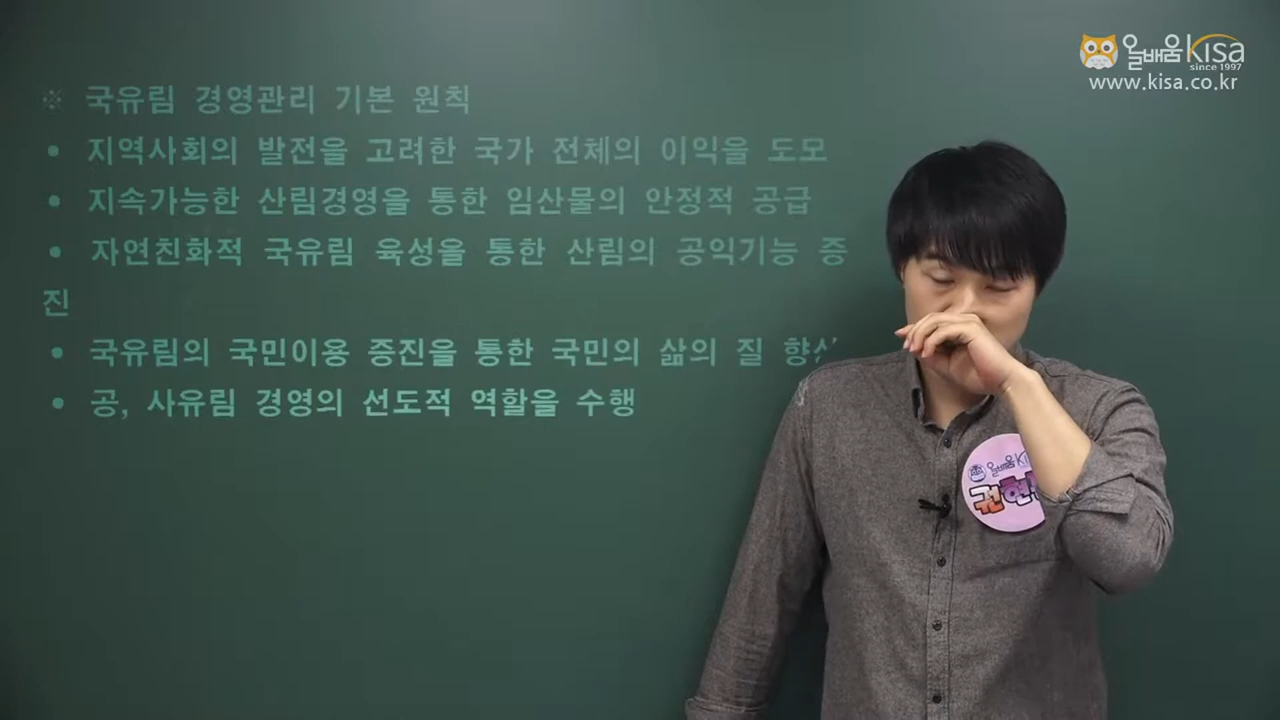 올배움kisa
since 1997
www.kisa.co.kr
※ 국유림 경영관리 기본 원칙
• 지역사회의 발전을 고려한 국가 전체의 이익을 도모
• 지속가능한 산림경영을 통한 임산물의 안정적 공급
• 자연친화적 국유림 육성을 통한 산림의 공익기능 증
진
• 국유림의 국민이용 증진을 통한 국민의 삶의 질 향상
• 공, 사유림 경영의 선도적 역할을 수행
올배움
권현